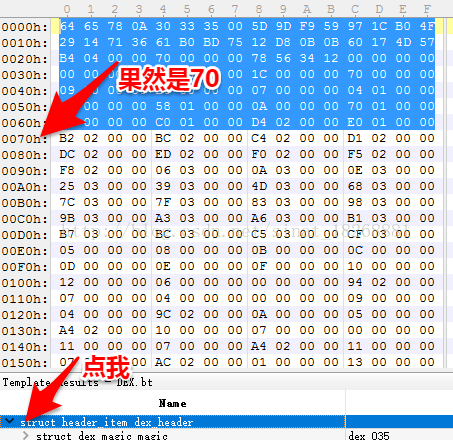 0 1 2 3 4 5 6 7 8 9 A B C D E F
0000h: 64 65 78 0A 30 33 35 00 5D 9D F9 59 97 1C B0 4F
0010h: 29 14 71 36 61 B0 BD 75 12 D8 0B 0B 60 17 4D 57
0020h: B4 04 00 00 70 00 00 00 78 56 34 12 00 00 00 00
00 1C 00 00 00 70 00 00 00
果然是70
0040h: 09 07 00 00 00 04 01 00 00
0050h: 58 01 00 00 0A 00 00 00 70 01 00 00
0060h: 00 00 C0 01 00 00 D4 02 00 00 E0 01 00 00
0070h: B2 02 00 00 BC 02 00 00 C4 02 00 00 D1 02 00 00
0080h: DC 02 00 00 ED 02 00 00 F0 02 00 00 F5 02 00 00
0090h: F8 02 00 00 06 03 00 00 0A 03 00 00 0E 03 00 00
00A0h: 25 03 00 00 39 03 00 00 4D 03 00 00 68 03 00 00
00B0h: 7C 03 00 00 7F 03 00 00 83 03 00 00 98 03 00 00
00C0h: 9B 03 00 00 A3 03 00 00 A6 03 00 00 B1 03 00 00
00D0h: B7 03 00 00 BC 03 00 00 C5 03 00 00 CF 03 00 00
00E0h: 05 00 00 00 08 00 00 00 0B 00 00 00 0C 00 00 00
00F0h: 0D 00 00 00 0E 00 00 00 0F 00 00 00 10 00 00 00
0100h: 12 00 00 00 06 00 00 00 00 00 00 00 94 02 00 00
0110h: 07 00 00 00 04 00 00 00 00 00 00 00 09 00 00 00
0120h: 04 00 00 00 9C 02 00 00 0A 00 00 00 05 00 00 00
0130h: A4 02 00 00 10 00 00 00 07 00 00 00 00 00 00 00
0140h: 11 00 00 00 07 00 00 00 A4 02 00 00 11 00 00 00
0150h: 07 00 00 AC 02 00 00 01 00 00 00 13 00 00 00
点我
Template Results - DEX.bt
Name
struct header_item dex_header
struct dex_magic magic dex 035